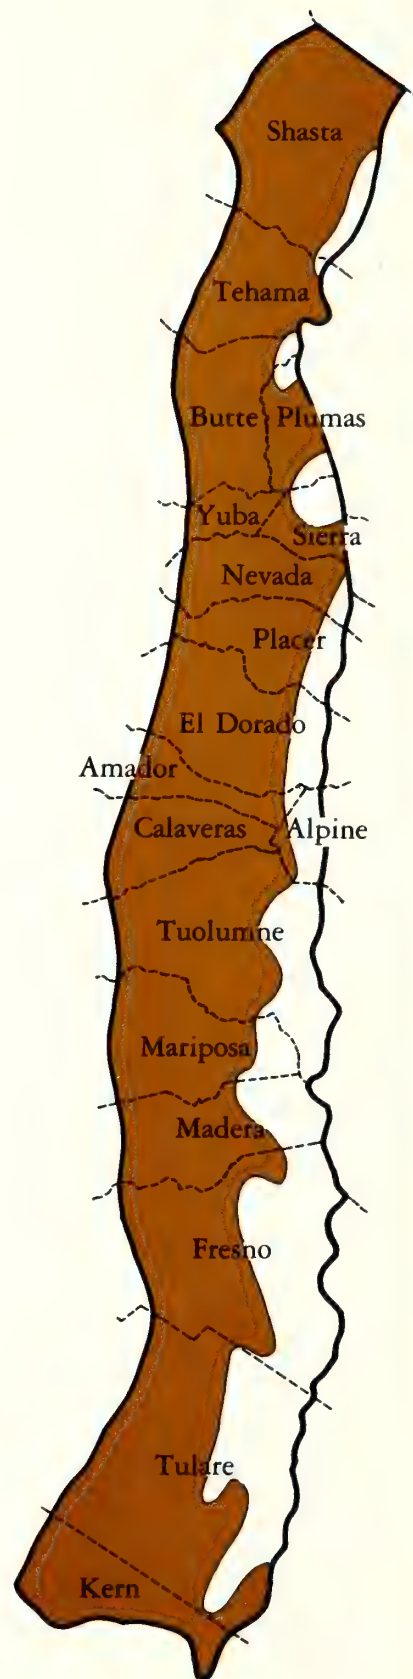 Shasta
Tehama
Butte Plumas
Yuba
Sierra
Nevada
Placer
El Dorado
Amador
Calaveras Alpine
Tuolumne
Mariposa
Madera
Fresno
Tulare
Kern